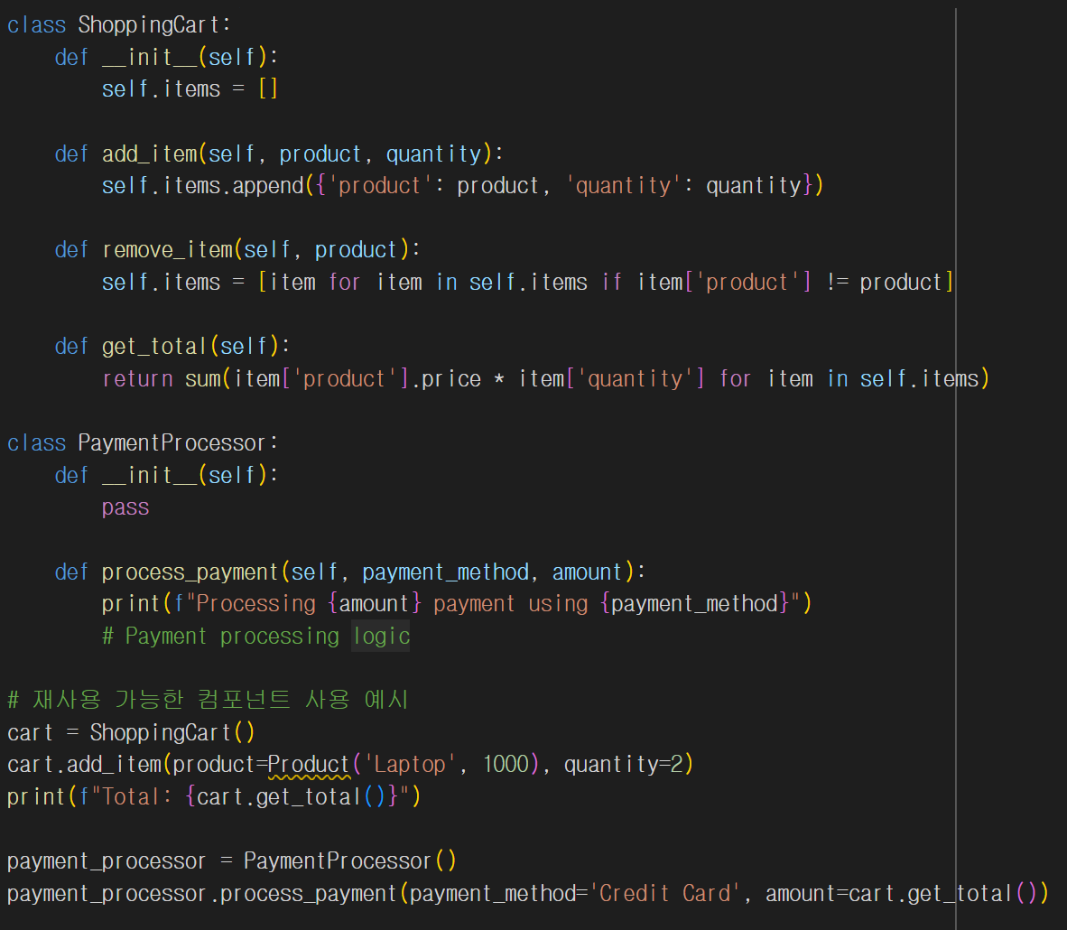 class ShoppingCart:
    def __init__(self):
        self.items = []

    def add_item(self, product, quantity):
        self.items.append({'product': product, 'quantity': quantity})

    def remove_item(self, product):
        self.items = [item for item in self.items if item['product'] != product]

    def get_total(self):
        return sum(item['product'].price * item['quantity'] for item in self.items)

class PaymentProcessor:
    def __init__(self):
        pass

    def process_payment(self, payment_method, amount):
        print(f"Processing {amount} payment using {payment_method}")
        # Payment processing logic

# 재사용 가능한 컴포넌트 사용 예시
cart = ShoppingCart()
cart.add_item(product=Product('Laptop', 1000), quantity=2)
print(f"Total: {cart.get_total()}")

payment_processor = PaymentProcessor()
payment_processor.process_payment(payment_method='Credit Card', amount=cart.get_total())